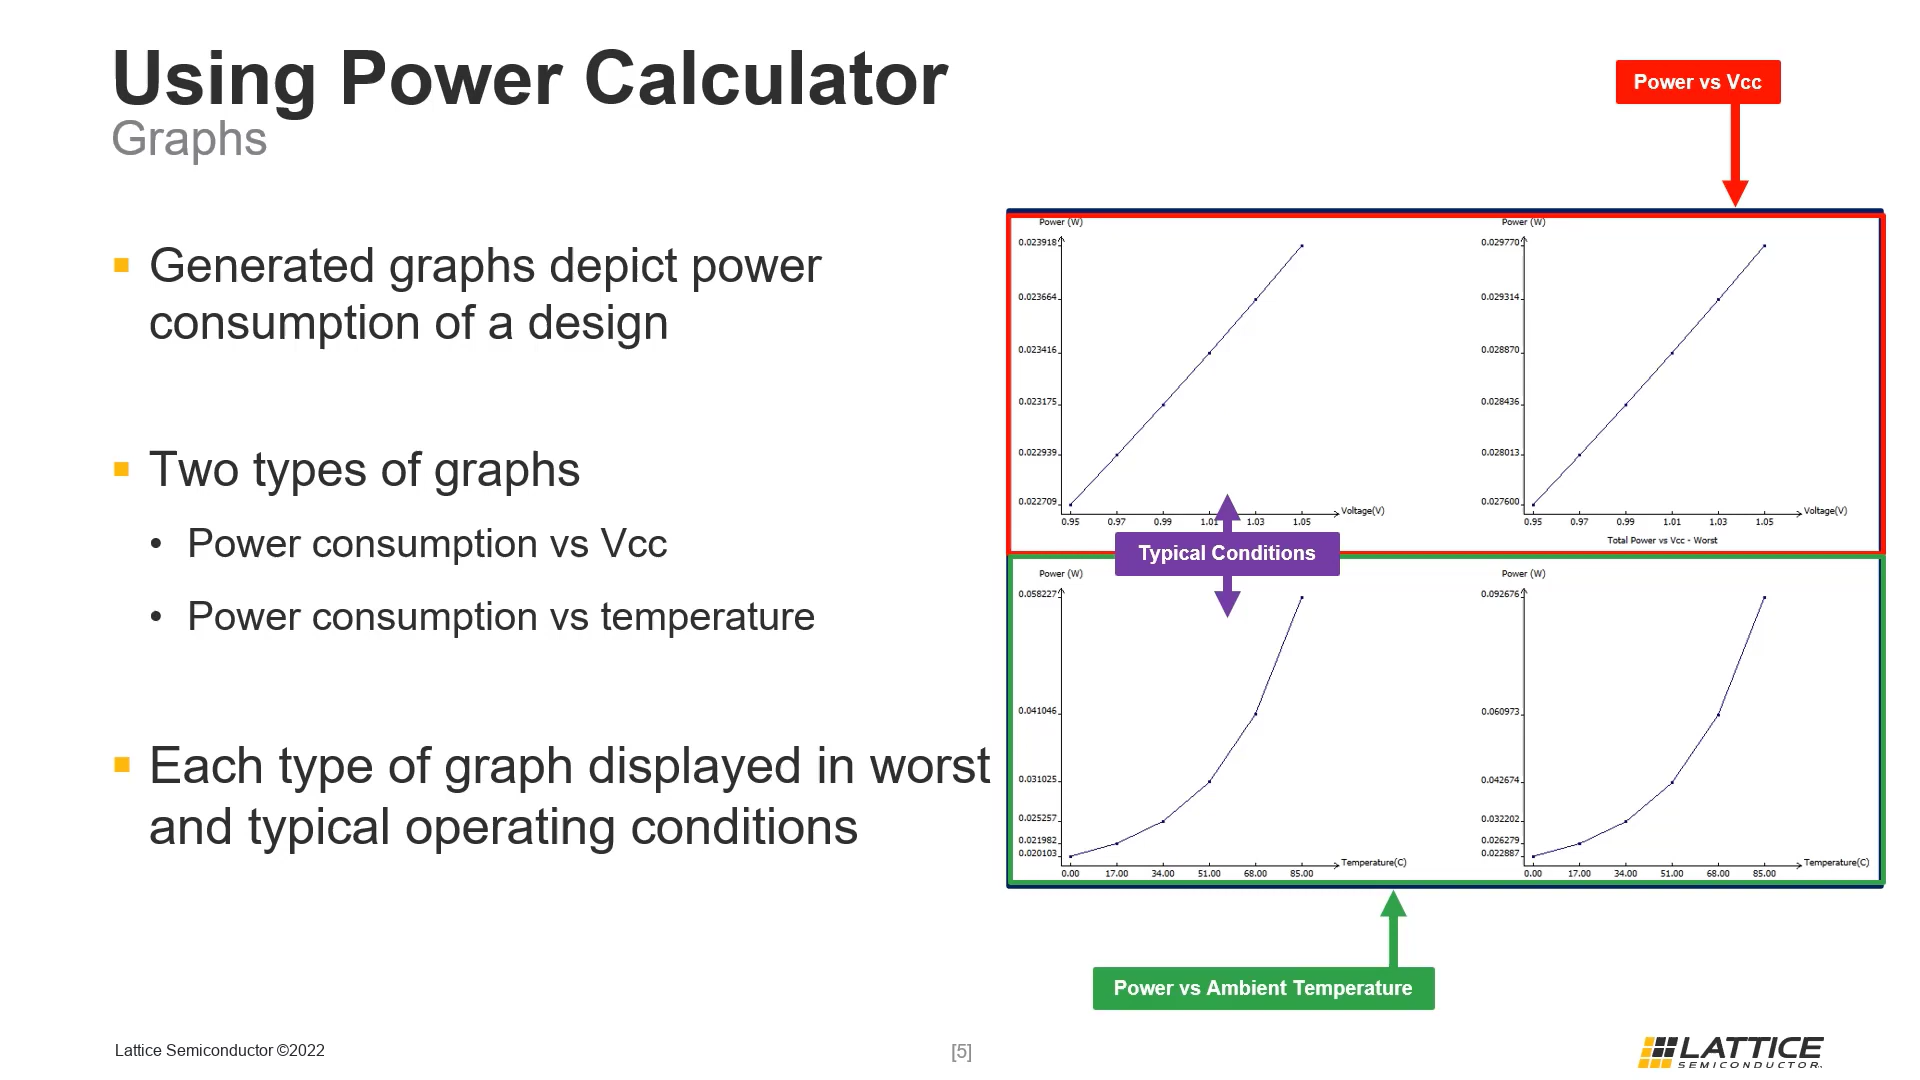 Using Power Calculator
Graphs
Generated graphs depict power
consumption of a design
Two types of graphs
• Power consumption vs Vcc
• Power consumption vs temperature
Each type of graph displayed in worst
and typical operating conditions
Power vs Vcc
Power (W)
0.023918
0.023664
0.023416
0.023175
0.022939
0.022709
0.95 0.97 0.99 1.01 1.03 1.05
Voltage(V)
Power (W)
0.029770
0.029314
0.028870
0.028436
0.028013
0.027600
0.95 0.97 0.99 1.01 1.03 1.05
Voltage(V)
Total Power vs Vcc - Worst
Typical Conditions
Power (W)
0.058227
0.041046
0.031025
0.025257
0.021982
0.020103
0.00 17.00 34.00 51.00 68.00 85.00
Temperature(C)
Power (W)
0.092676
0.060973
0.042674
0.032202
0.026279
0.022887
0.00 17.00 34.00 51.00 68.00 85.00
Temperature(C)
Power vs Ambient Temperature
Lattice Semiconductor ©2022
[5]
LATTICE
SEMICONDUCTOR